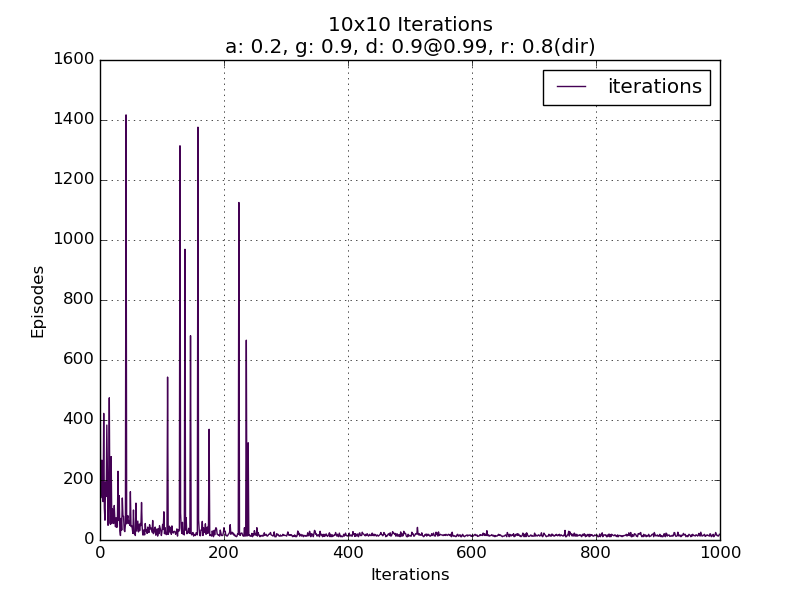 10x10 Iterations
a: 0.2, g: 0.9, d: 0.9@0.99, r: 0.8(dir)
1600
iterations
1400
1200
1000
800
600
400
200
0
Episodes
0 200 400 600 800 1000
Iterations